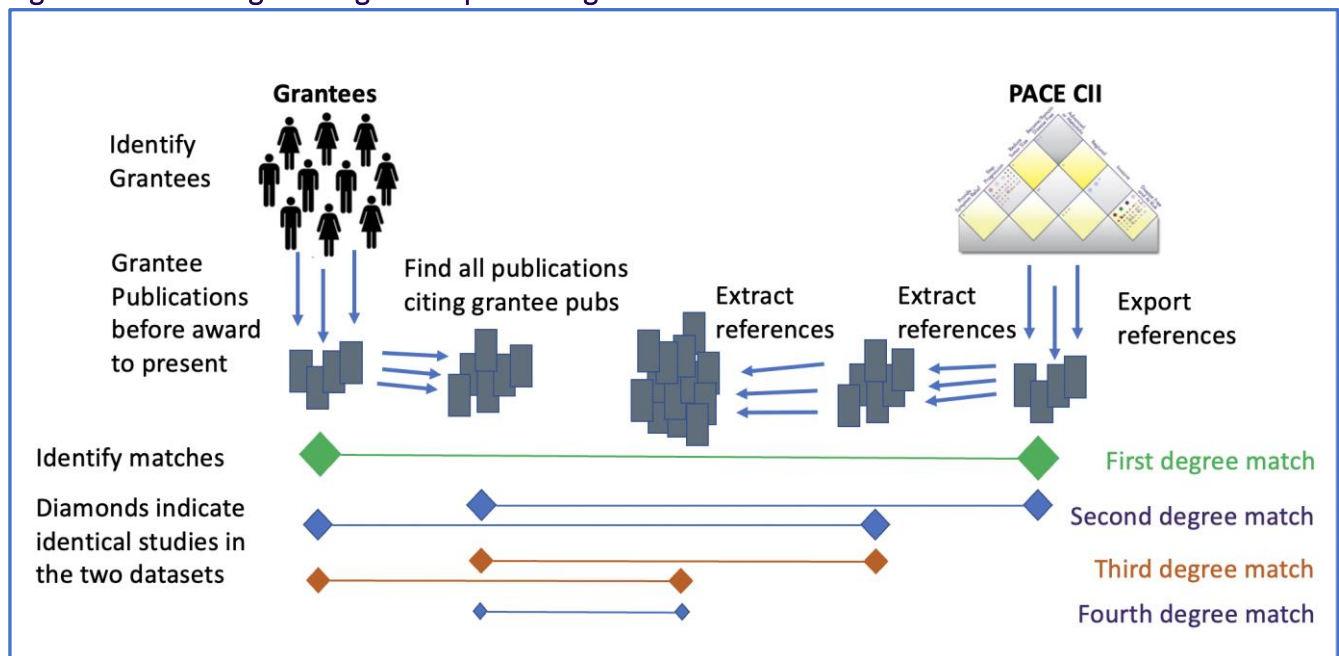 Grantees
PACE CII
Identify
Grantees
Grantee
Publications
before award
to present
Find all publications
citing grantee pubs
Extract
references
Extract
references
Export
references
Identify matches
First degree match
Diamonds indicate
identical studies in
the two datasets
Second degree match
Third degree match
Fourth degree match